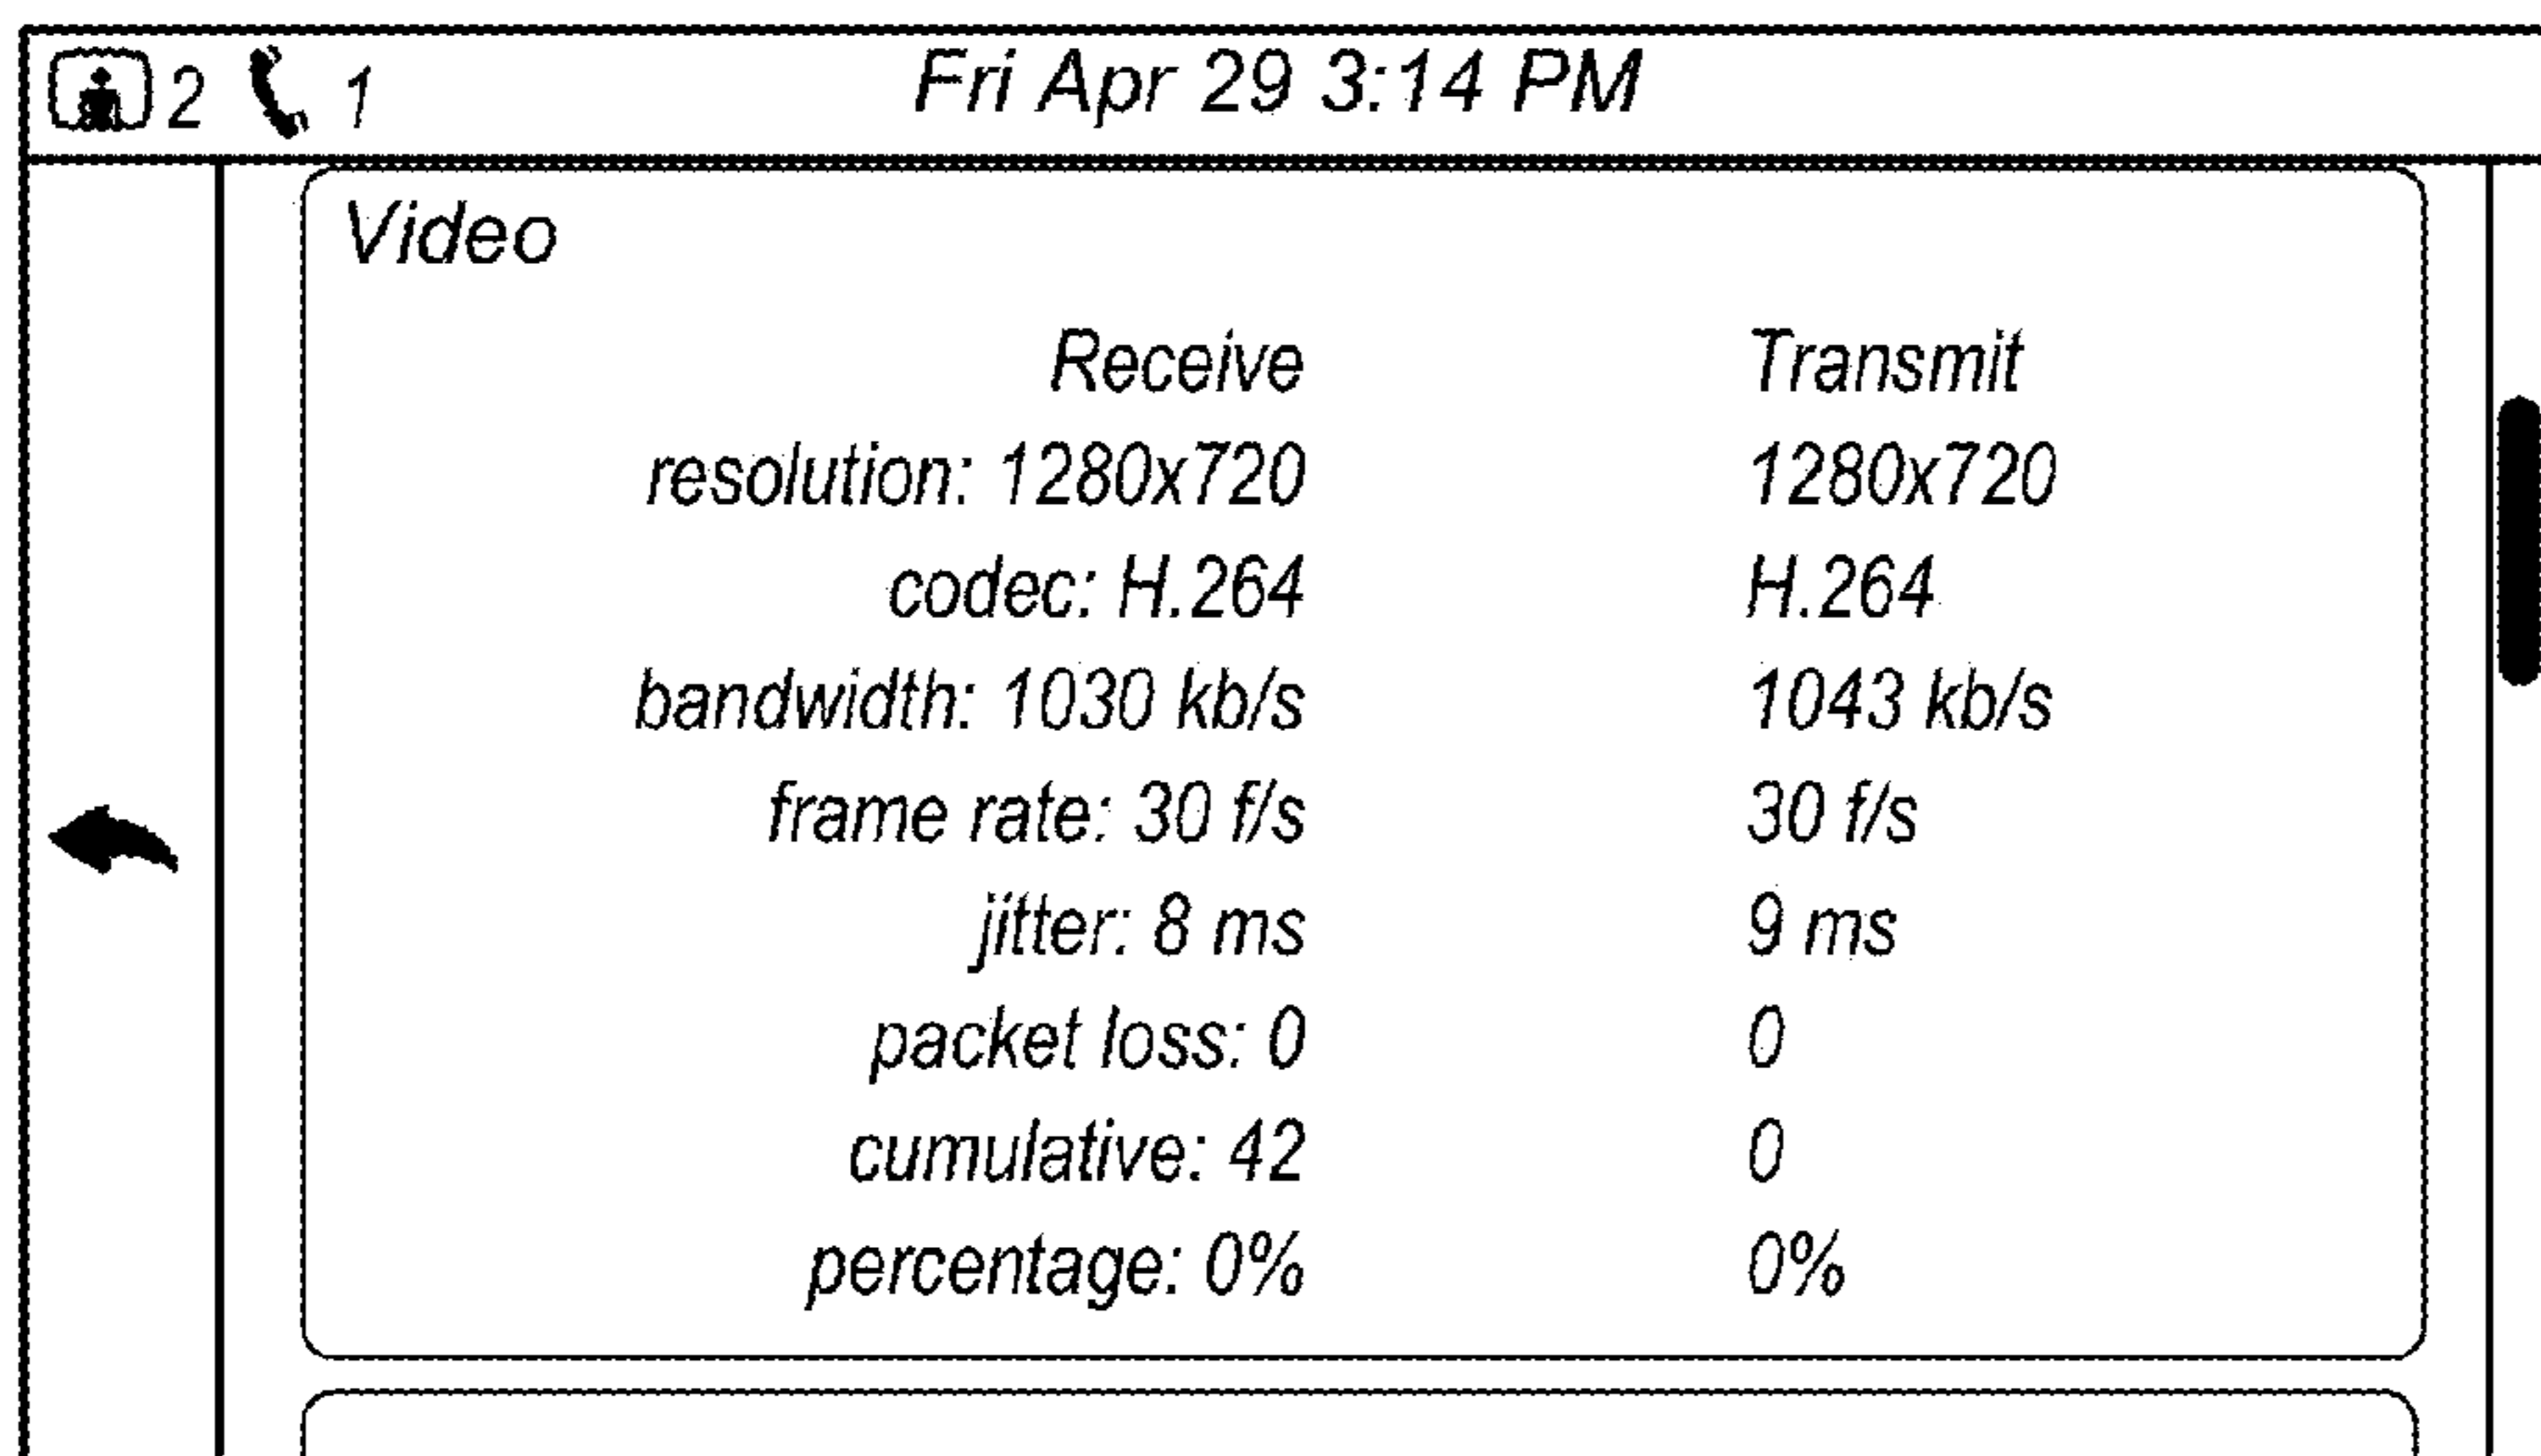 2 1 Fri Apr 29 3:14 PM
Video
Receive Transmit
resolution: 1280x720 1280x720
codec: H.264 H.264
bandwidth: 1030 kb/s 1043 kb/s
frame rate: 30 f/s 30 f/s
jitter: 8 ms 9 ms
packet loss: 0 0
cumulative: 42 0
percentage: 0% 0%